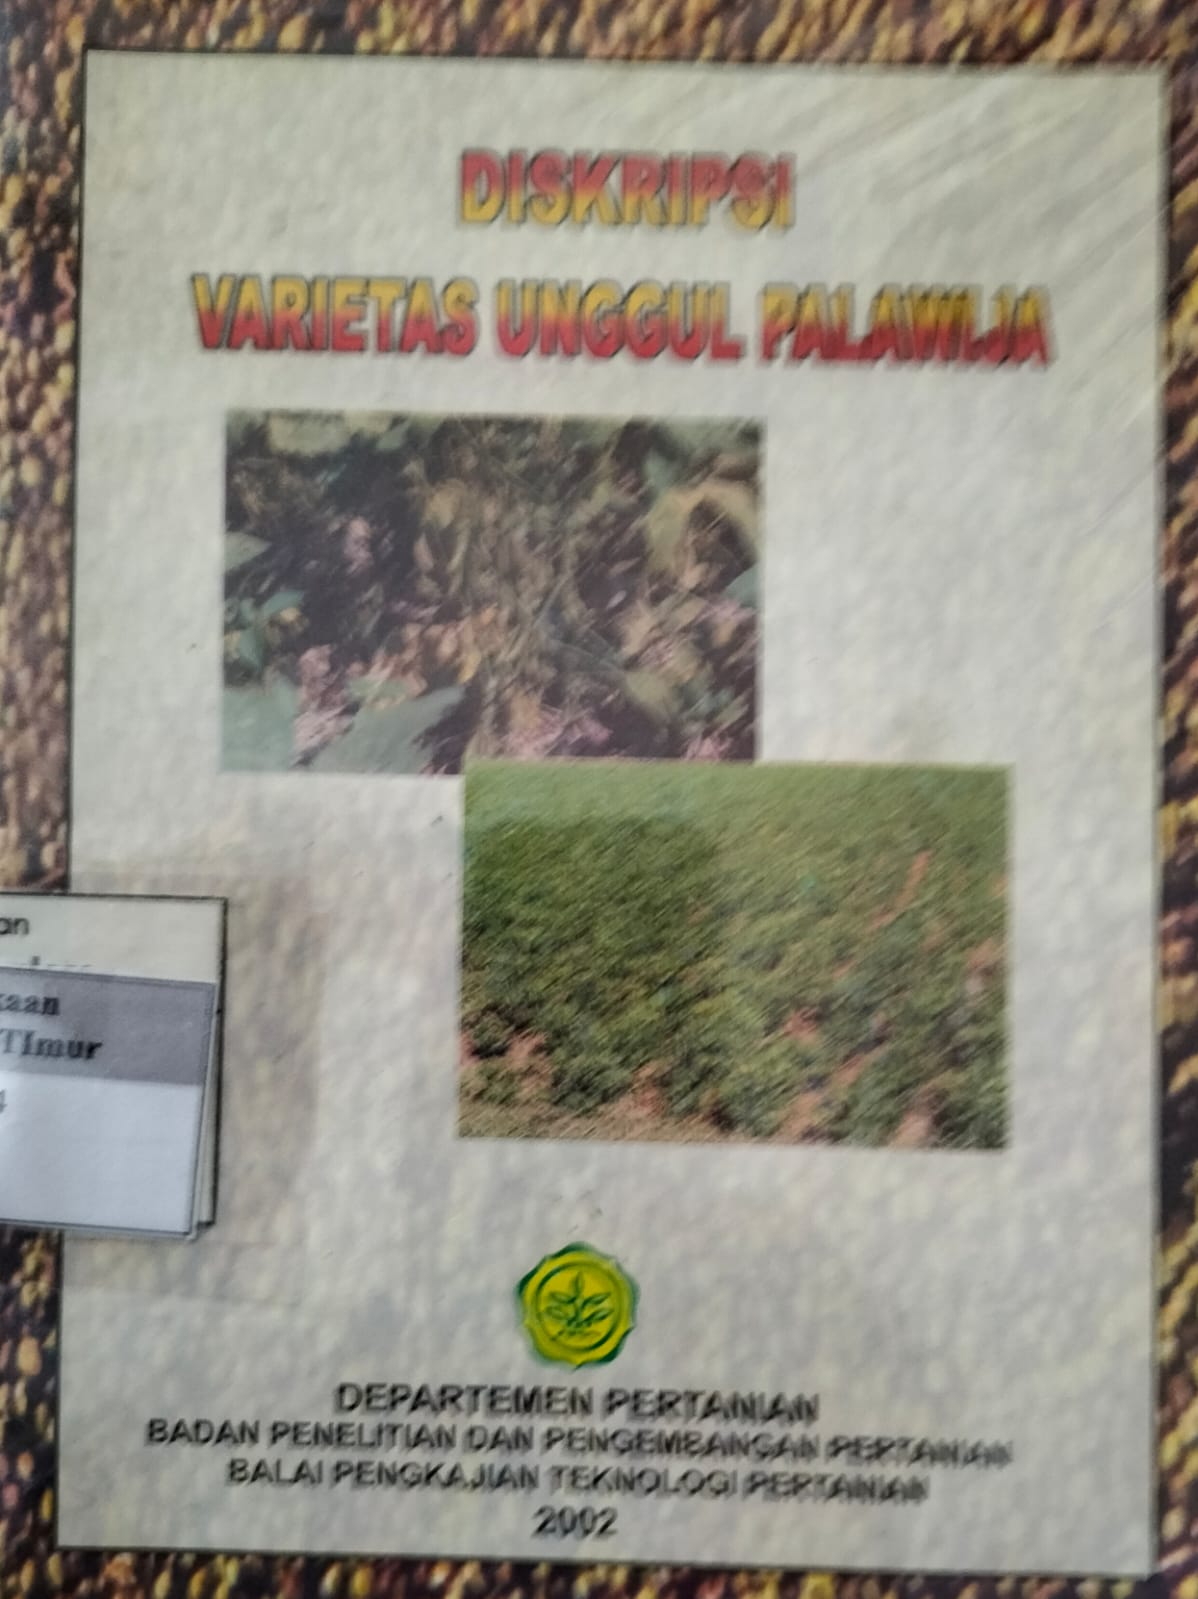 DISKRIPSI
VARIETAS UNGGUL PALAWIJA
an
kaan
TImur
4
DEPARTEMEN PERTANIAN
BADAN PENELITIAN DAN PENGEMBANGAN PERTANIAN
BALAI PENGKAJIAN TEKNOLOGI PERTANIAN
2002